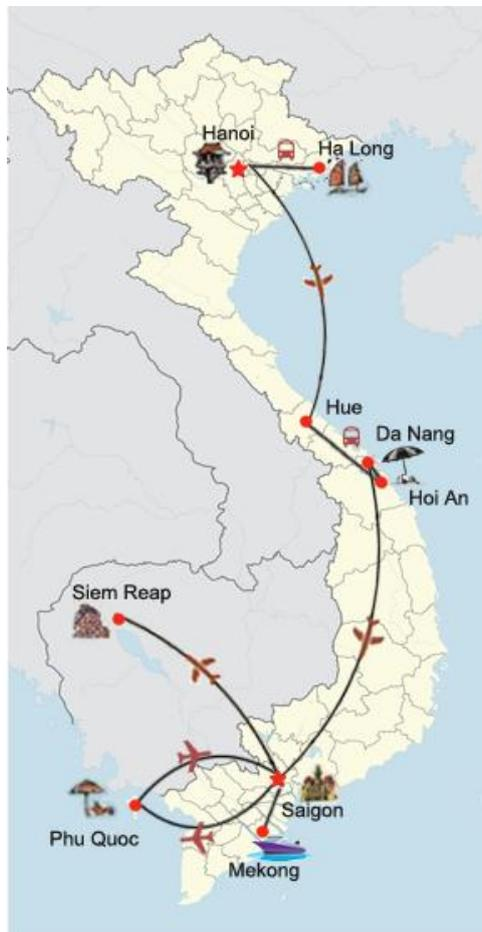 Hanoi
Ha Long
Hue
Da Nang
Hoi An
Siem Reap
Saigon
Phu Quoc
Mekong